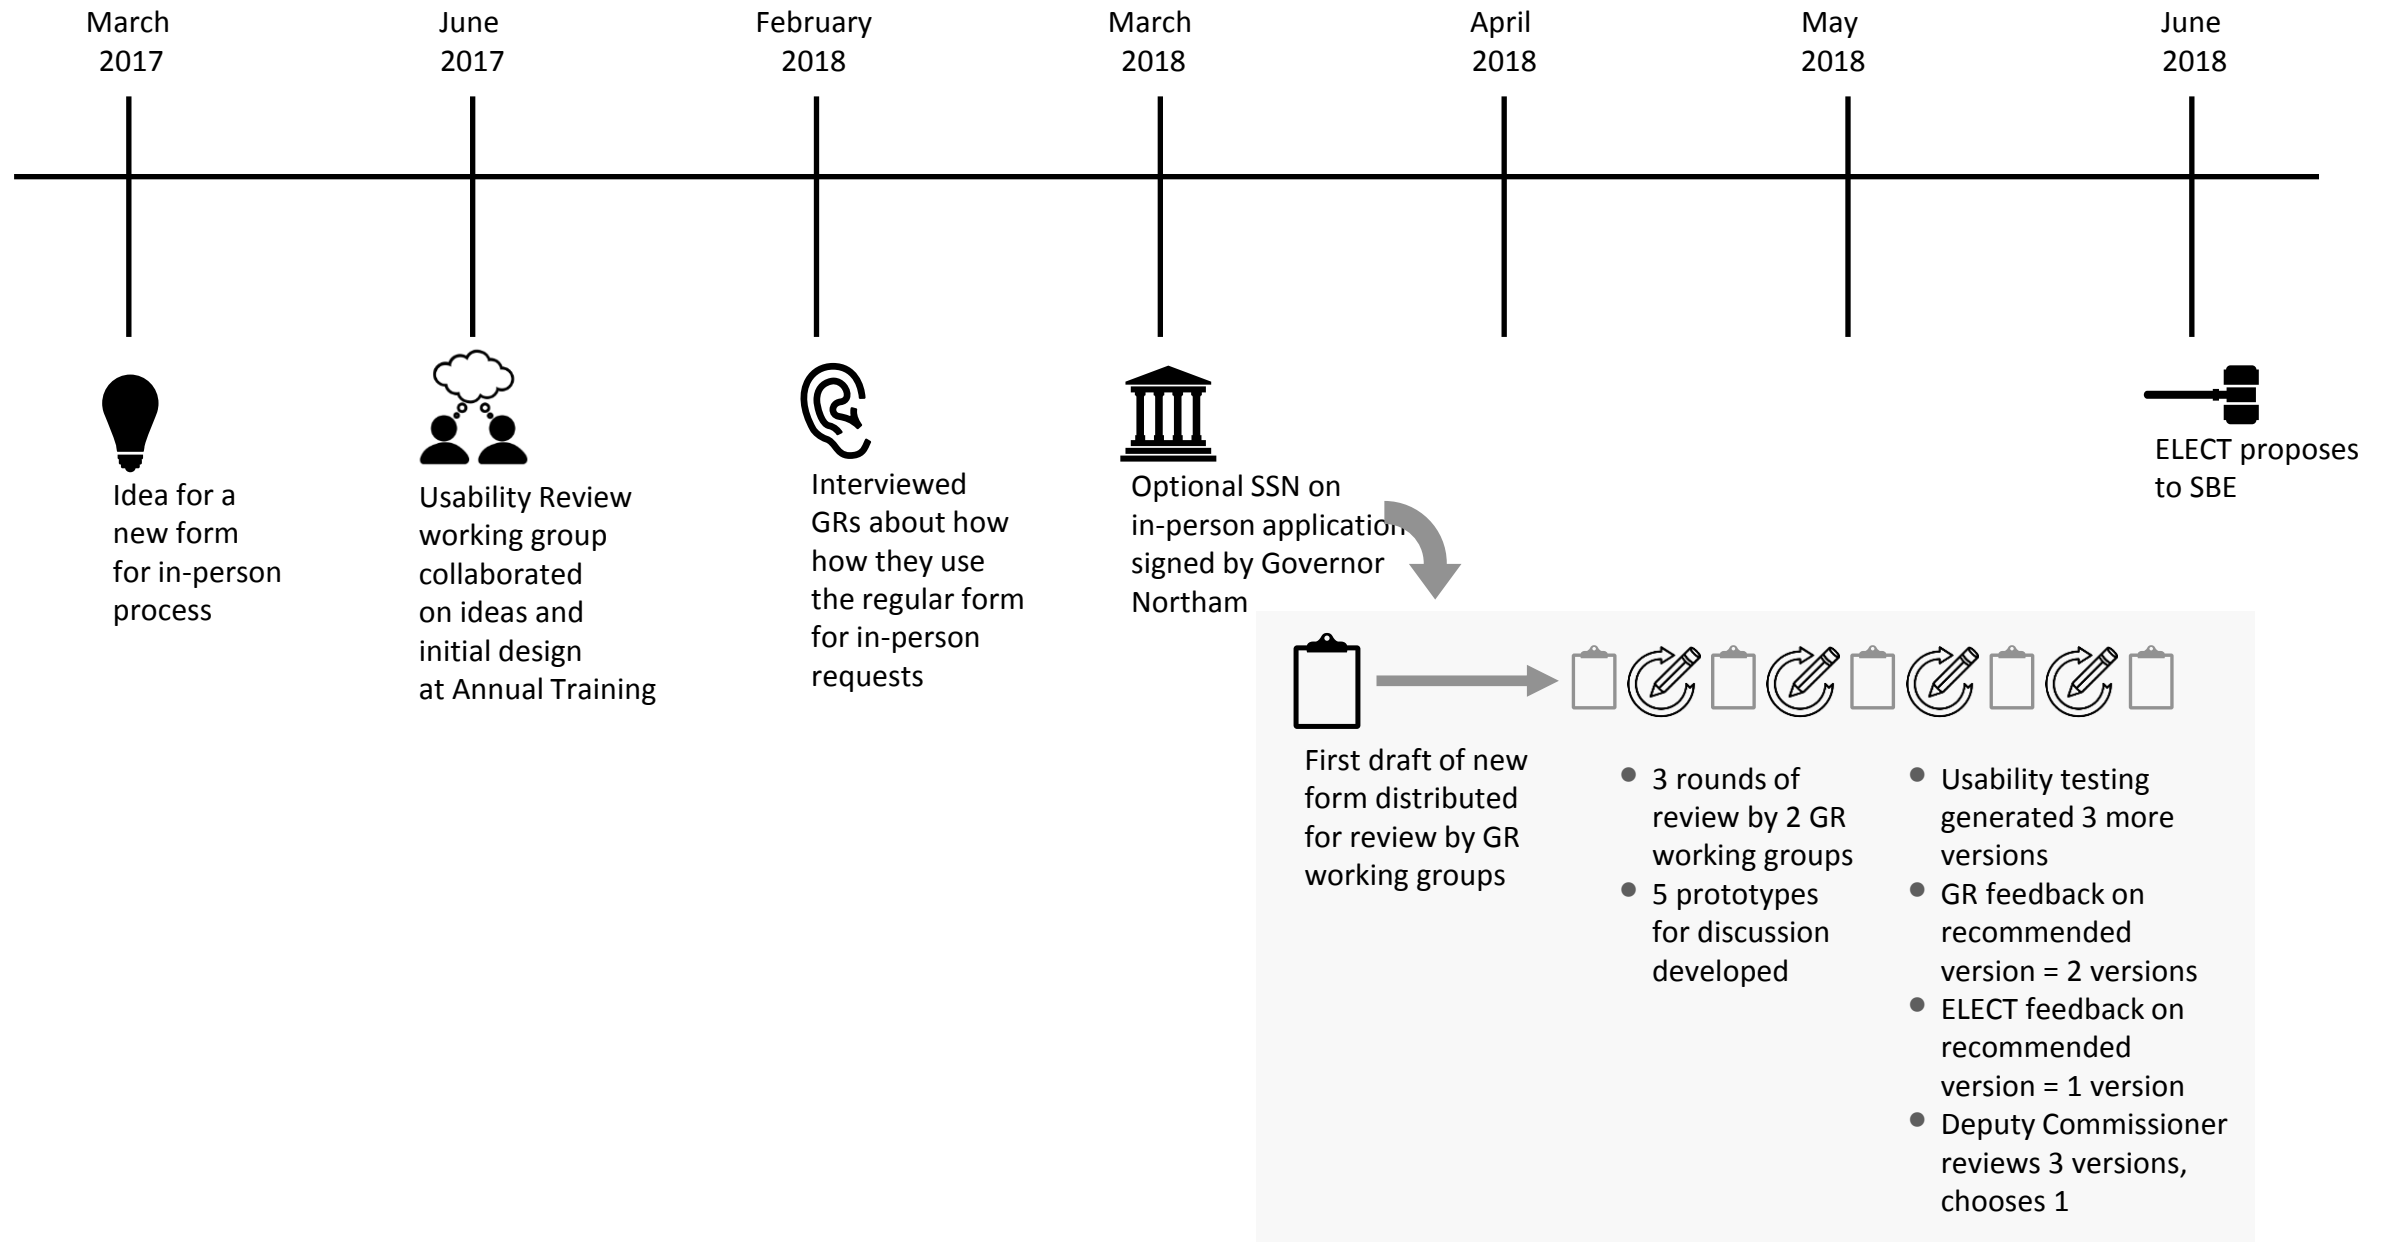 March
2017
June
2017
February
2018
March
2018
April
2018
May
2018
June
2018
Idea for a
new form
for in-person
process
Usability Review
working group
collaborated
on ideas and
initial design
at Annual Training
Interviewed
GRs about how
how they use
the regular form
for in-person
requests
Optional SSN on
in-person application
signed by Governor
Northam
ELECT proposes
to SBE
First draft of new
form distributed
for review by GR
working groups
• 3 rounds of
review by 2 GR
working groups
• 5 prototypes
for discussion
developed
• Usability testing
generated 3 more
versions
• GR feedback on
recommended
version = 2 versions
• ELECT feedback on
recommended
version = 1 version
• Deputy Commissioner
reviews 3 versions,
chooses 1